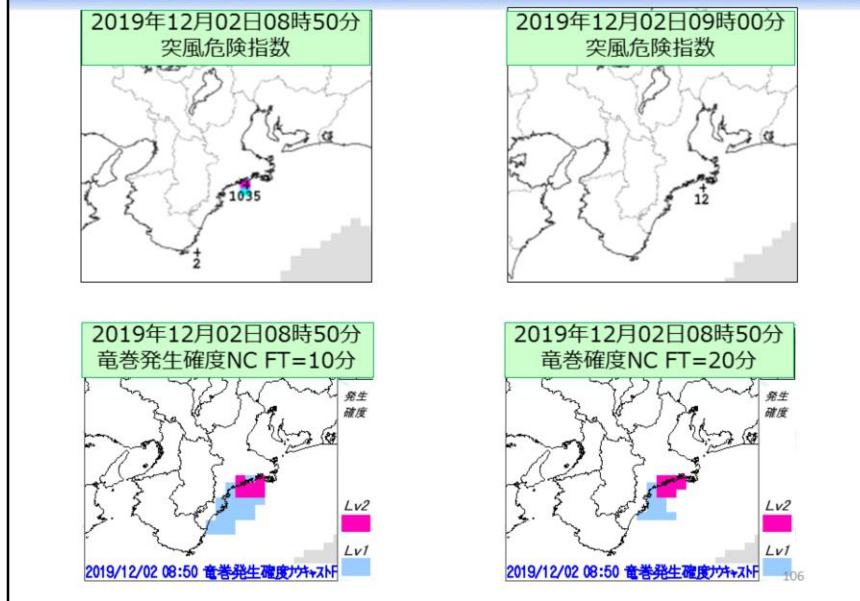 2019年12月02日08時50分
突風危険指数
1035
2
2019年12月02日09時00分
突風危険指数
12
2019年12月02日08時50分
竜巻発生確度NC FT=10分
発生
確度
Lv2
Lv1
2019/12/02 08:50 竜巻発生確度ナウキャストF
2019年12月02日08時50分
竜巻確度NC FT=20分
発生
確度
Lv2
Lv1
2019/12/02 08:50 竜巻発生確度ナウキャストF
106